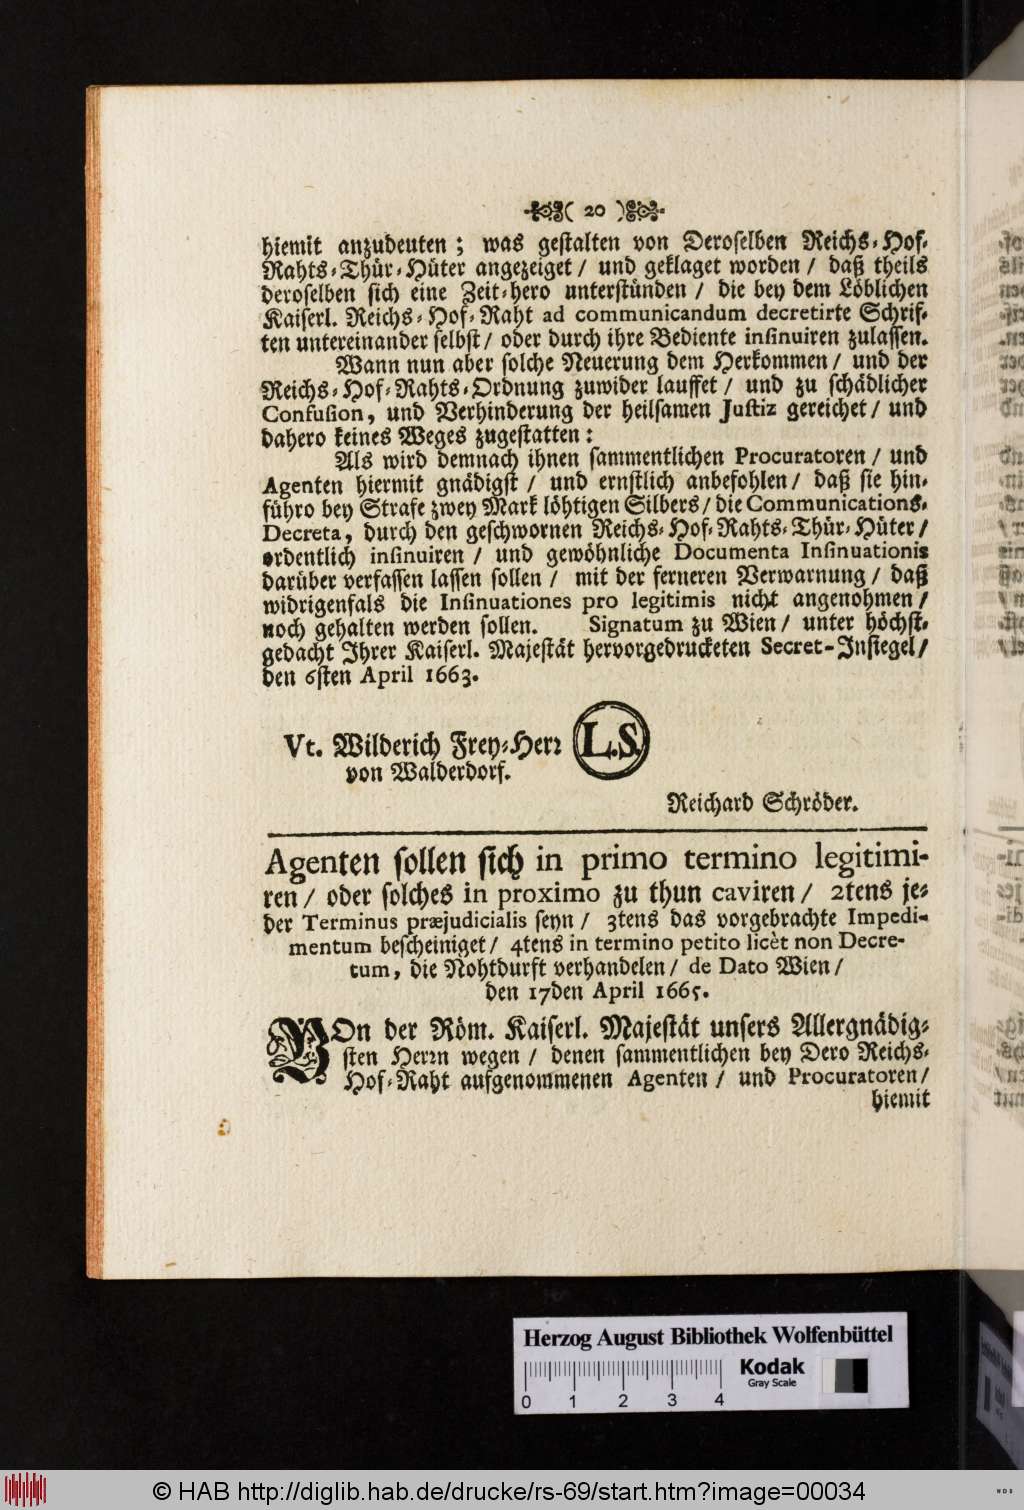 ( 20 )
hiemit anzudeuten ; was gestalten von Deroselben Reichs-Hof-
Rahts-Thür-Hüter angezeiget / und geklaget worden / daß theils
deroselben sich eine Zeit-hero unterstünden / die bey dem Löblichen
Kaiserl. Reichs-Hof-Raht ad communicandum decretirte Schrif-
ten untereinander selbst / oder durch ihre Bediente insinuiren zulassen.
Wann nun aber solche Neuerung dem Herkommen / und der
Reichs-Hof-Rahts-Ordnung zuwider lauffet / und zu schädlicher
Confusion, und Verhinderung der heilsamen Justiz gereichet / und
dahero keines Weges zugestatten :
Als wird demnach ihnen sammentlichen Procuratoren / und
Agenten hiermit gnädigst / und ernstlich anbefohlen / daß sie hin-
führo bey Strafe zwey Mark löhtigen Silbers / die Communications-
Decreta, durch den geschwornen Reichs-Hof-Rahts-Thür-Hüter /
ordentlich insinuiren / und gewöhnliche Documenta Insinuationis
darüber verfassen lassen sollen / mit der ferneren Verwarnung / daß
widrigenfals die Insinuationes pro legitimis nicht angenohmen /
noch gehalten werden sollen. Signatum zu Wien / unter höchst-
gedacht Ihrer Kaiserl. Majestät hervorgedruckten Secret-Insiegel /
den 6sten April 1663.
Vt. Wilderich Frey-Herr
von Walderdorf.
L.S.
Reichard Schröder.
Agenten sollen sich in primo termino legitimi-
ren / oder solches in proximo zu thun caviren / 2tens je-
der Terminus præjudicialis seyn / 3tens das vorgebrachte Impedi-
mentum bescheiniget / 4tens in termino petito licèt non Decre-
tum, die Nohtdurft verhandelen / de Dato Wien /
den 17den April 1665.
VOn der Röm. Kaiserl. Majestät unsers Allergnädig-
sten Herrn wegen / denen sammentlichen bey Dero Reichs-
Hof-Raht aufgenommenen Agenten / und Procuratoren /
hiemit
Herzog August Bibliothek Wolfenbüttel
Kodak
Gray Scale
0 1 2 3 4
© HAB http://diglib.hab.de/drucke/rs-69/start.htm?image=00034